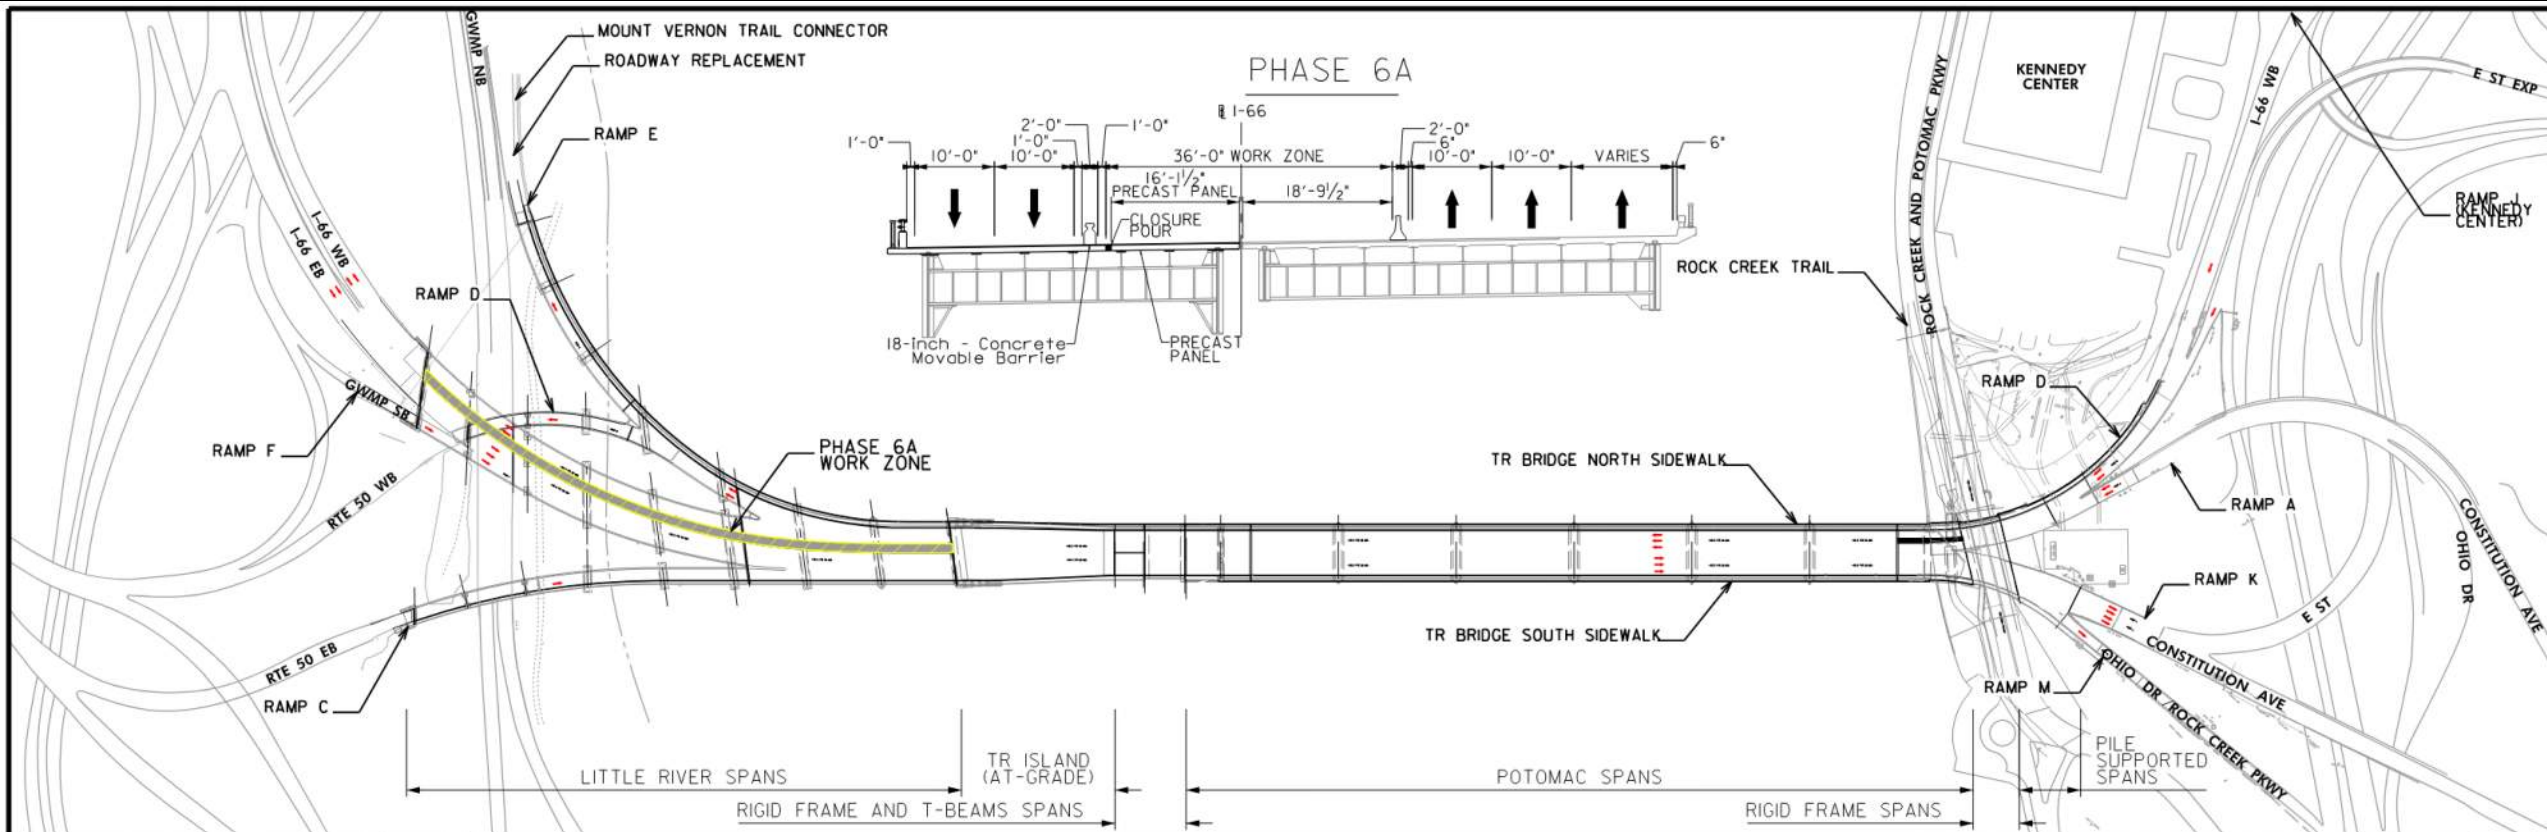 GWMP NB
MOUNT VERNON TRAIL CONNECTOR
ROADWAY REPLACEMENT
RAMP E
I-66 WB
I-66 EB
RAMP D
GWMP SB
RAMP F
RTE 50 WB
RTE 50 EB
RAMP C
PHASE 6A
WORK ZONE
PHASE 6A
I-66
1'-0"
10'-0"
10'-0"
1'-0"
2'-0"
1'-0"
36'-0" WORK ZONE
2'-0"
6"
10'-0"
10'-0"
VARIES
6"
16'-1 1/2"
PRECAST PANEL
18'-9 1/2"
CLOSURE
POUR
18-inch - Concrete
Movable Barrier
PRECAST
PANEL
ROCK CREEK TRAIL
ROCK CREEK AND POTOMAC PKWY
KENNEDY
CENTER
I-66 WB
E ST EXP
RAMP J
(KENNEDY
CENTER)
RAMP D
RAMP A
TR BRIDGE NORTH SIDEWALK
TR BRIDGE SOUTH SIDEWALK
CONSTITUTION AVE
OHIO DR
RAMP K
E ST
CONSTITUTION AVE
RAMP M
OHIO DR /ROCK CREEK PKWY
LITTLE RIVER SPANS
TR ISLAND
(AT-GRADE)
RIGID FRAME AND T-BEAMS SPANS
POTOMAC SPANS
RIGID FRAME SPANS
PILE
SUPPORTED
SPANS